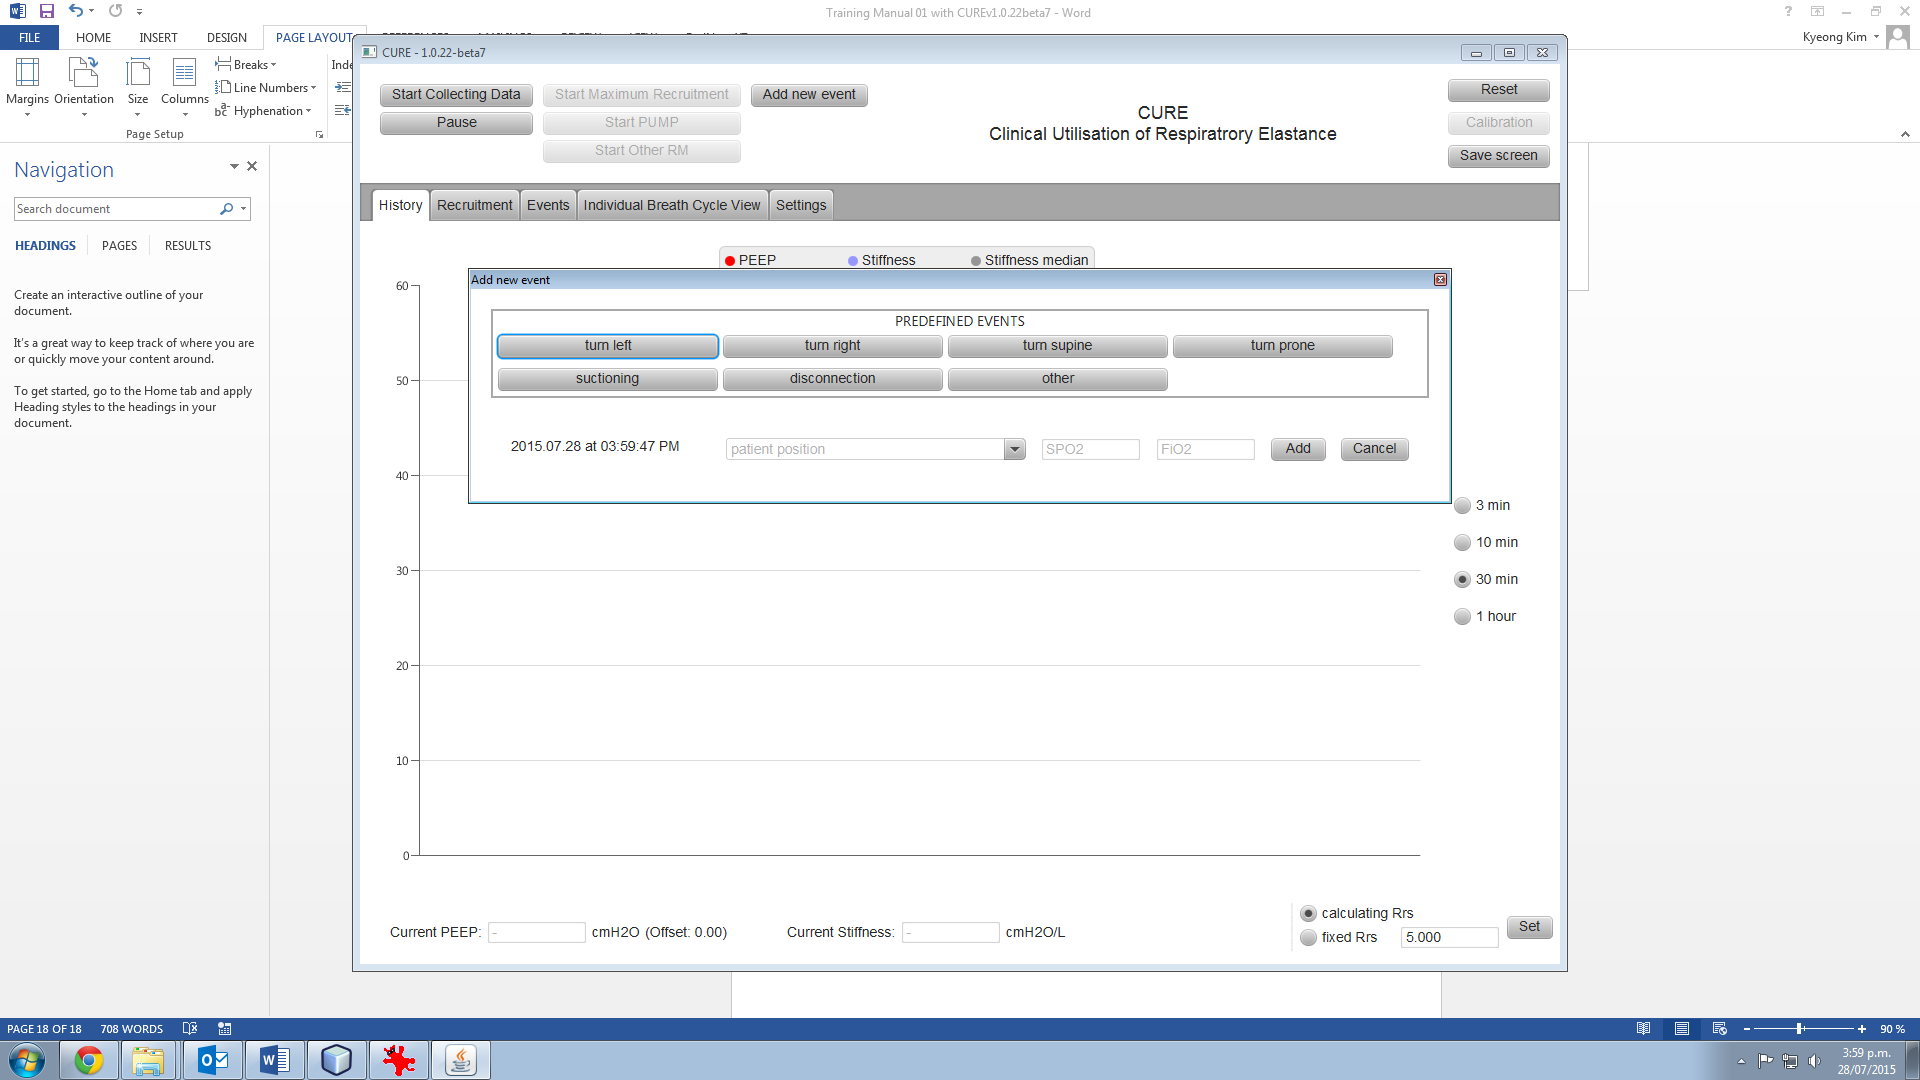 Training Manual 01 with CUREv1.0.22beta7 - Word
FILE HOME INSERT DESIGN PAGE LAYOUT
Kyeong Kim
Margins Orientation Size Columns
Breaks
Line Numbers
Hyphenation
Inde
Page Setup
Navigation
Search document
HEADINGS PAGES RESULTS
Create an interactive outline of your
document.
It's a great way to keep track of where you are
or quickly move your content around.
To get started, go to the Home tab and apply
Heading styles to the headings in your
document.
CURE - 1.0.22-beta7
Start Collecting Data Start Maximum Recruitment Add new event
Pause Start PUMP
Start Other RM
CURE
Clinical Utilisation of Respiratrory Elastance
Reset
Calibration
Save screen
History Recruitment Events Individual Breath Cycle View Settings
PEEP Stiffness Stiffness median
Add new event
PREDEFINED EVENTS
turn left turn right turn supine turn prone
suctioning disconnection other
2015.07.28 at 03:59:47 PM patient position SPO2 FiO2 Add Cancel
60
50
40
30
20
10
0
3 min
10 min
30 min
1 hour
Current PEEP: - cmH2O (Offset: 0.00) Current Stiffness: - cmH2O/L
calculating Rrs
fixed Rrs 5.000 Set
PAGE 18 OF 18 708 WORDS 90 %
3:59 p.m.
28/07/2015